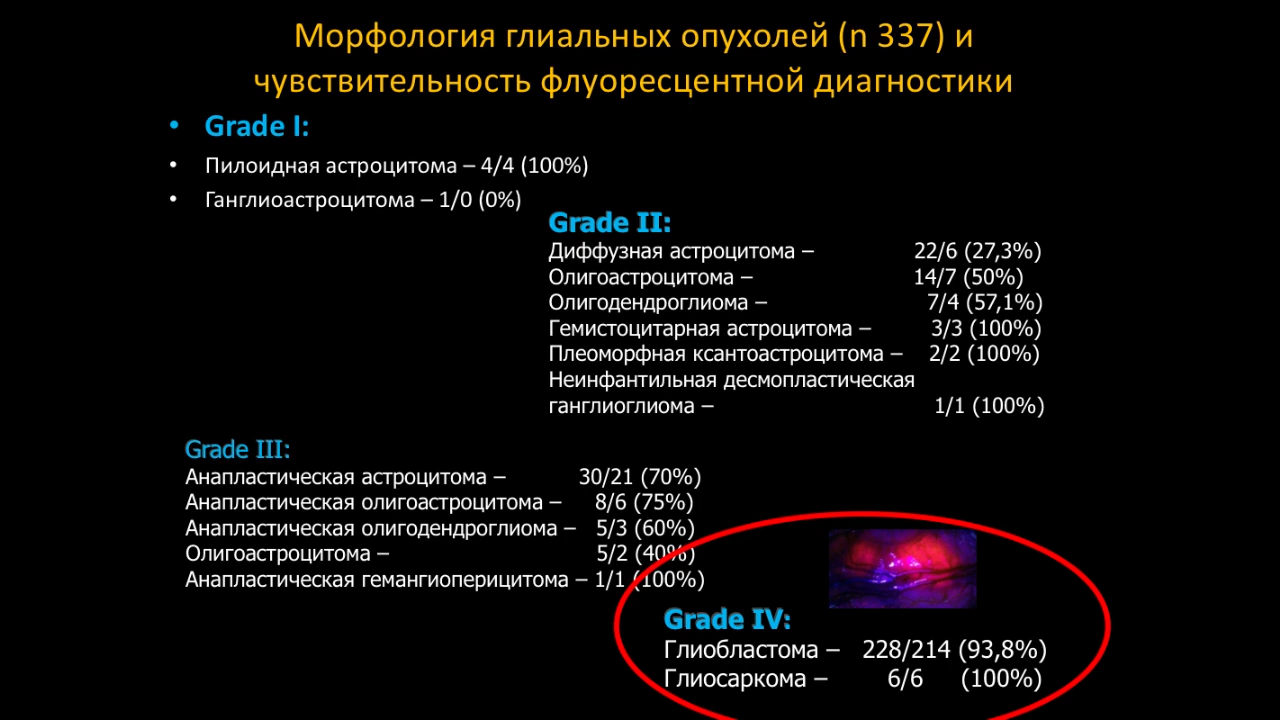 Морфология глиальных опухолей (n 337) и
чувствительность флуоресцентной диагностики
• Grade I:
• Пилоидная астроцитома – 4/4 (100%)
• Ганглиоастроцитома – 1/0 (0%)
Grade II:
Диффузная астроцитома – 22/6 (27,3%)
Олигоастроцитома – 14/7 (50%)
Олигодендроглиома – 7/4 (57,1%)
Гемистоцитарная астроцитома – 3/3 (100%)
Плеоморфная ксантоастроцитома – 2/2 (100%)
Неинфантильная десмопластическая
ганглиоглиома – 1/1 (100%)
Grade III:
Анапластическая астроцитома – 30/21 (70%)
Анапластическая олигоастроцитома – 8/6 (75%)
Анапластическая олигодендроглиома – 5/3 (60%)
Олигоастроцитома – 5/2 (40%)
Анапластическая гемангиоперицитома – 1/1 (100%)
Grade IV:
Глиобластома – 228/214 (93,8%)
Глиосаркома – 6/6 (100%)